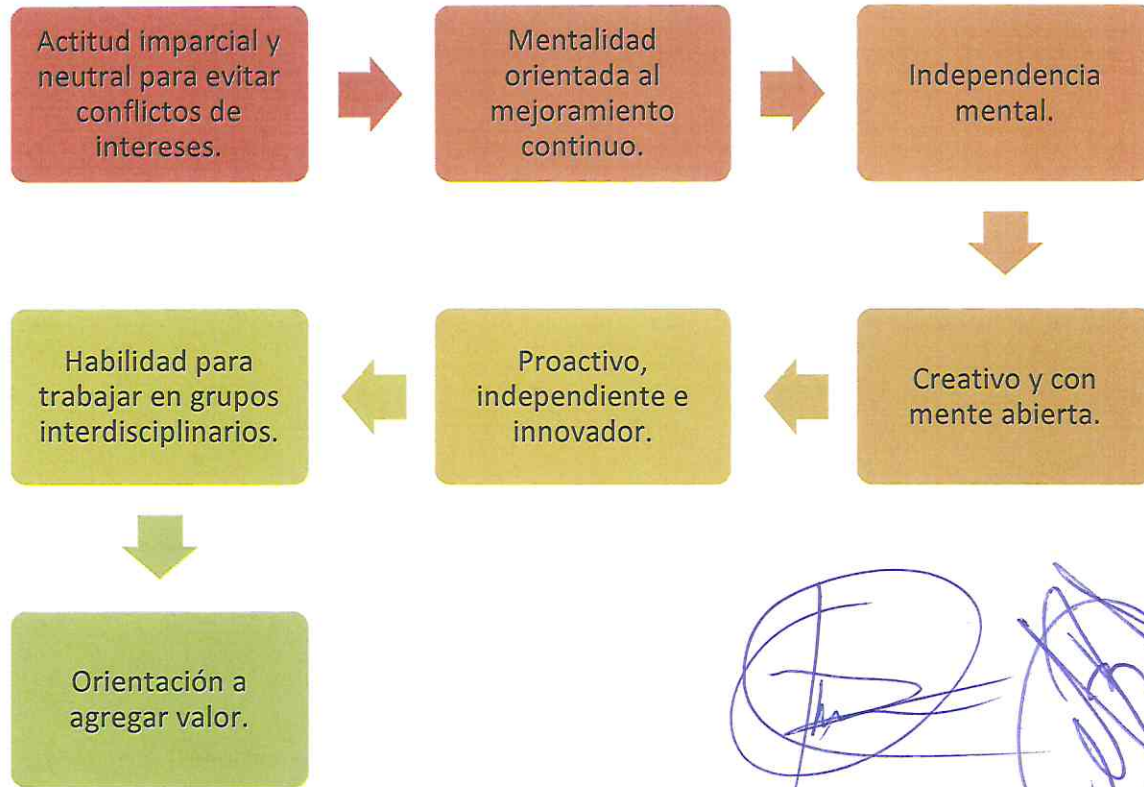 Actitud imparcial y
neutral para evitar
conflictos de
intereses.
Mentalidad
orientada al
mejoramiento
continuo.
Independencia
mental.
Creativo y con
mente abierta.
Proactivo,
independiente e
innovador.
Habilidad para
trabajar en grupos
interdisciplinarios.
Orientación a
agregar valor.